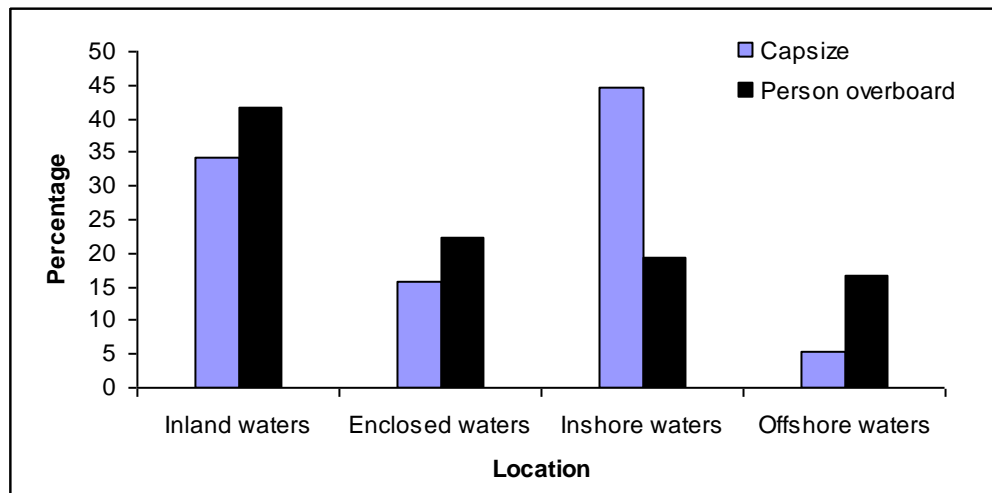 Capsize
Person overboard
Percentage
50
45
40
35
30
25
20
15
10
5
0
Inland waters Enclosed waters Inshore waters Offshore waters
Location